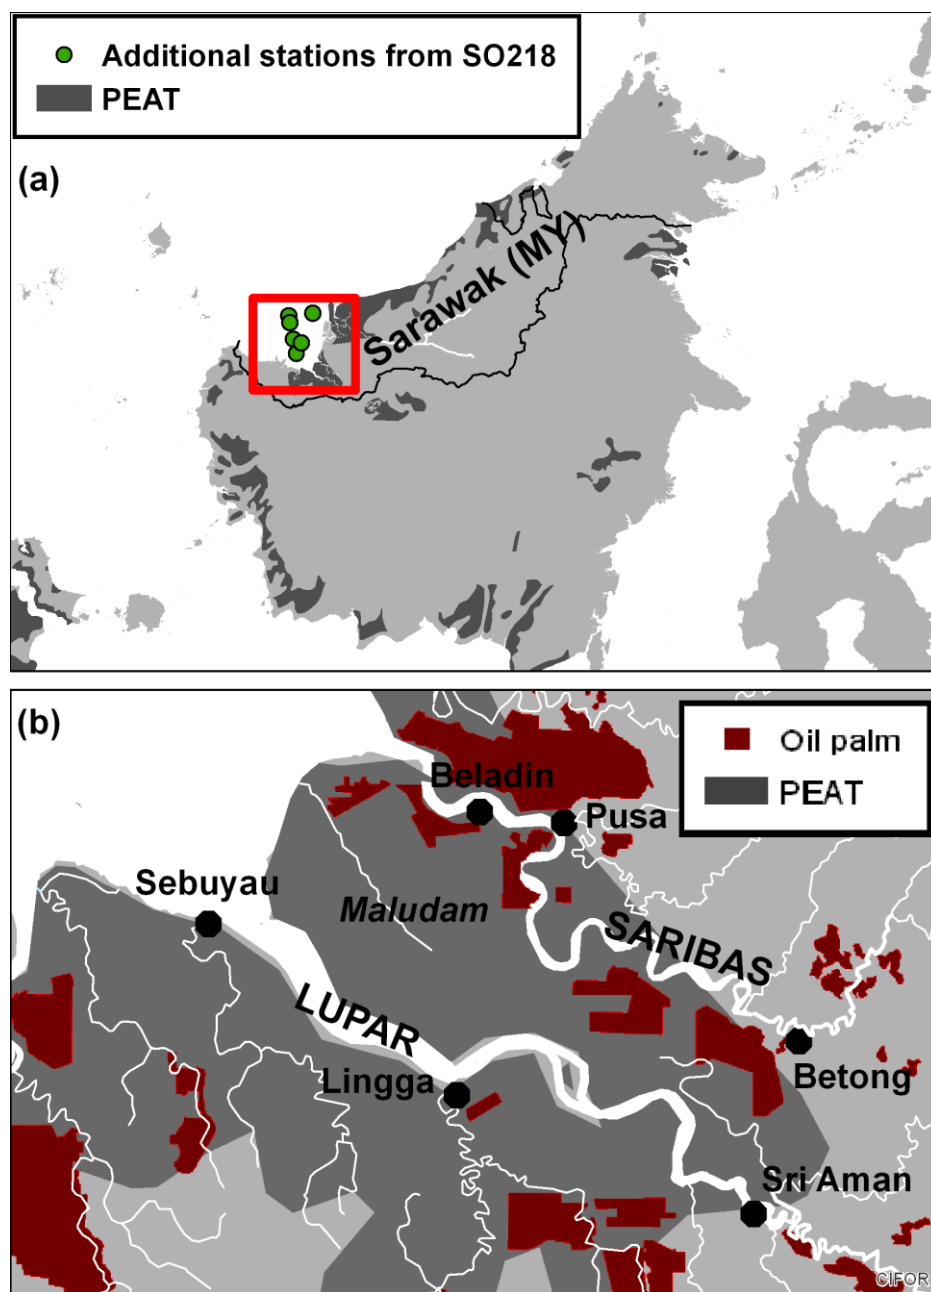 Additional stations from SO218
PEAT
(a)
Sarawak (MY)
(b)
Oil palm
PEAT
Beladin
Pusa
Sebuyau
Maludam
SARIBAS
LUPAR
Lingga
Betong
Sri Aman
CIFOR